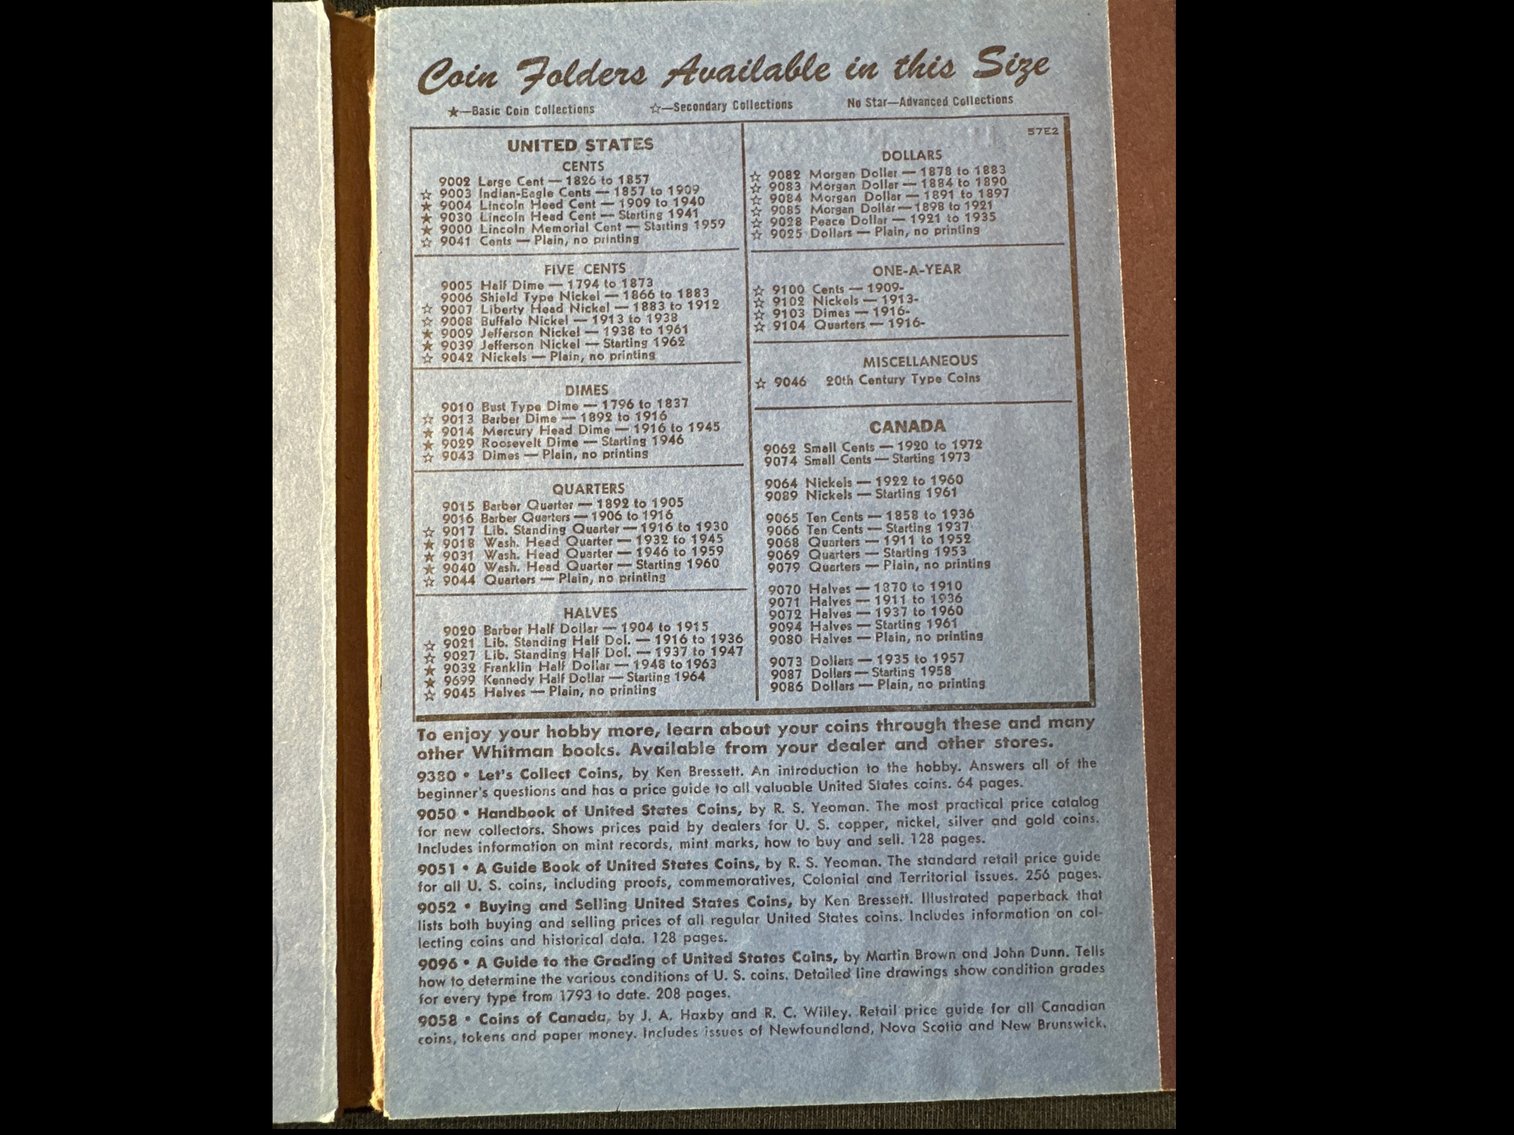 Coin Folders Available in this Size
★—Basic Coin Collections ☆—Secondary Collections No Star—Advanced Collections
UNITED STATES
CENTS
9002 Large Cent — 1826 to 1857
☆ 9003 Indian-Eagle Cents — 1857 to 1909
★ 9004 Lincoln Head Cent — 1909 to 1940
★ 9030 Lincoln Head Cent — Starting 1941
★ 9000 Lincoln Memorial Cent — Starting 1959
☆ 9041 Cents — Plain, no printing
FIVE CENTS
9005 Half Dime — 1794 to 1873
9006 Shield Type Nickel — 1866 to 1883
☆ 9007 Liberty Head Nickel — 1883 to 1912
☆ 9008 Buffalo Nickel — 1913 to 1938
★ 9009 Jefferson Nickel — 1938 to 1961
★ 9039 Jefferson Nickel — Starting 1962
☆ 9042 Nickels — Plain, no printing
DIMES
9010 Bust Type Dime — 1796 to 1837
☆ 9013 Barber Dime — 1892 to 1916
★ 9014 Mercury Head Dime — 1916 to 1945
★ 9029 Roosevelt Dime — Starting 1946
☆ 9043 Dimes — Plain, no printing
QUARTERS
9015 Barber Quarter — 1892 to 1905
9016 Barber Quarters — 1906 to 1916
☆ 9017 Lib. Standing Quarter — 1916 to 1930
★ 9018 Wash. Head Quarter — 1932 to 1945
★ 9031 Wash. Head Quarter — 1946 to 1959
★ 9040 Wash. Head Quarter — Starting 1960
☆ 9044 Quarters — Plain, no printing
HALVES
9020 Barber Half Dollar — 1904 to 1915
☆ 9021 Lib. Standing Half Dol. — 1916 to 1936
☆ 9027 Lib. Standing Half Dol. — 1937 to 1947
★ 9032 Franklin Half Dollar — 1948 to 1963
★ 9699 Kennedy Half Dollar — Starting 1964
☆ 9045 Halves — Plain, no printing
57E2
DOLLARS
☆ 9082 Morgan Dollar — 1878 to 1883
☆ 9083 Morgan Dollar — 1884 to 1890
☆ 9084 Morgan Dollar — 1891 to 1897
☆ 9085 Morgan Dollar — 1898 to 1921
☆ 9028 Peace Dollar — 1921 to 1935
☆ 9025 Dollars — Plain, no printing
ONE-A-YEAR
☆ 9100 Cents — 1909-
☆ 9102 Nickels — 1913-
☆ 9103 Dimes — 1916-
☆ 9104 Quarters — 1916-
MISCELLANEOUS
☆ 9046 20th Century Type Coins
CANADA
9062 Small Cents — 1920 to 1972
9074 Small Cents — Starting 1973
9064 Nickels — 1922 to 1960
9089 Nickels — Starting 1961
9065 Ten Cents — 1858 to 1936
9066 Ten Cents — Starting 1937
9068 Quarters — 1911 to 1952
9069 Quarters — Starting 1953
9079 Quarters — Plain, no printing
9070 Halves — 1870 to 1910
9071 Halves — 1911 to 1936
9072 Halves — 1937 to 1960
9094 Halves — Starting 1961
9080 Halves — Plain, no printing
9073 Dollars — 1935 to 1957
9087 Dollars — Starting 1958
9086 Dollars — Plain, no printing
To enjoy your hobby more, learn about your coins through these and many
other Whitman books. Available from your dealer and other stores.
9380 • Let's Collect Coins, by Ken Bressett. An introduction to the hobby. Answers all of the
beginner's questions and has a price guide to all valuable United States coins. 64 pages.
9050 • Handbook of United States Coins, by R. S. Yeoman. The most practical price catalog
for new collectors. Shows prices paid by dealers for U. S. copper, nickel, silver and gold coins.
Includes information on mint records, mint marks, how to buy and sell. 128 pages.
9051 • A Guide Book of United States Coins, by R. S. Yeoman. The standard retail price guide
for all U. S. coins, including proofs, commemoratives, Colonial and Territorial issues. 256 pages.
9052 • Buying and Selling United States Coins, by Ken Bressett. Illustrated paperback that
lists both buying and selling prices of all regular United States coins. Includes information on col-
lecting coins and historical data. 128 pages.
9096 • A Guide to the Grading of United States Coins, by Martin Brown and John Dunn. Tells
how to determine the various conditions of U. S. coins. Detailed line drawings show condition grades
for every type from 1793 to date. 208 pages.
9058 • Coins of Canada, by J. A. Haxby and R. C. Willey. Retail price guide for all Canadian
coins, tokens and paper money. Includes issues of Newfoundland, Nova Scotia and New Brunswick.